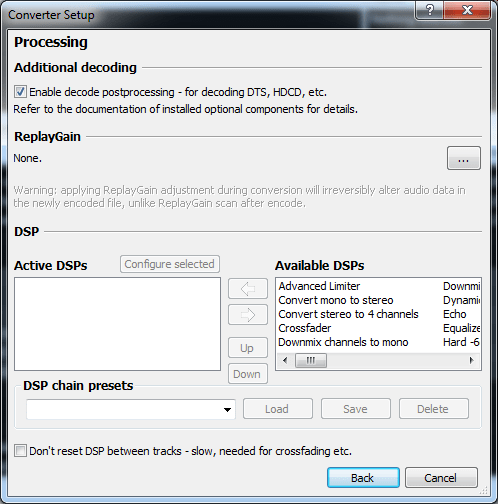 Converter Setup
Processing
Additional decoding
Enable decode postprocessing - for decoding DTS, HDCD, etc.
Refer to the documentation of installed optional components for details.
ReplayGain
None.
...
Warning: applying ReplayGain adjustment during conversion will irreversibly alter audio data in
the newly encoded file, unlike ReplayGain scan after encode.
DSP
Active DSPs
Configure selected
Available DSPs
Advanced Limiter Downmix
Convert mono to stereo Dynamic
Convert stereo to 4 channels Echo
Crossfader Equalize
Downmix channels to mono Hard -6
Up
Down
DSP chain presets
Load Save Delete
Don't reset DSP between tracks - slow, needed for crossfading etc.
Back Cancel